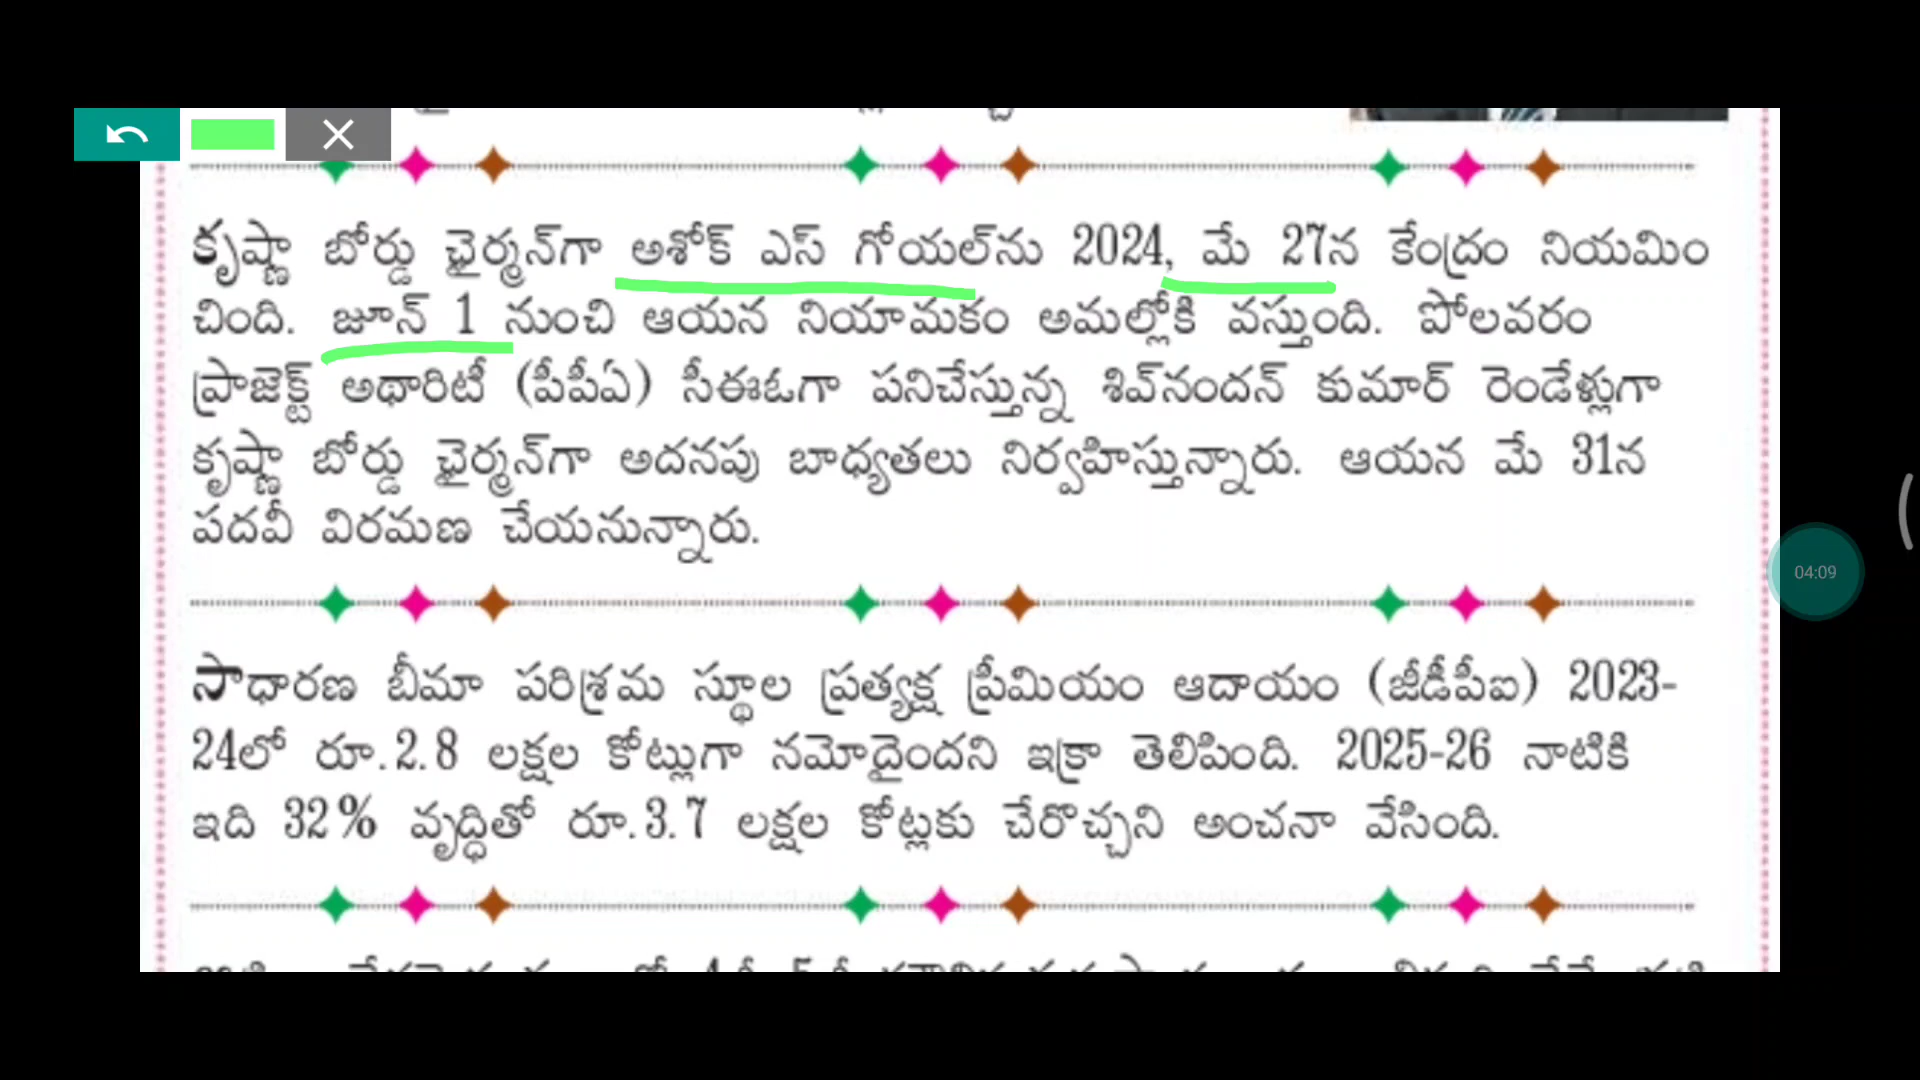 కృష్ణా బోర్డు ఛైర్మన్‌గా అశోక్ ఎస్ గోయల్‌ను 2024, మే 27న కేంద్రం నియమిం
చింది. జూన్ 1 నుంచి ఆయన నియామకం అమల్లోకి వస్తుంది. పోలవరం
ప్రాజెక్ట్ అథారిటీ (పీపీఏ) సీఈఓగా పనిచేస్తున్న శివ్‌నందన్ కుమార్ రెండేళ్లుగా
కృష్ణా బోర్డు ఛైర్మన్‌గా అదనపు బాధ్యతలు నిర్వహిస్తున్నారు. ఆయన మే 31న
పదవీ విరమణ చేయనున్నారు.
04:09
సాధారణ బీమా పరిశ్రమ స్థూల ప్రత్యక్ష ప్రీమియం ఆదాయం (జీడీపీఐ) 2023-
24లో రూ.2.8 లక్షల కోట్లుగా నమోదైందని ఇక్రా తెలిపింది. 2025-26 నాటికి
ఇది 32% వృద్ధితో రూ.3.7 లక్షల కోట్లకు చేరొచ్చని అంచనా వేసింది.